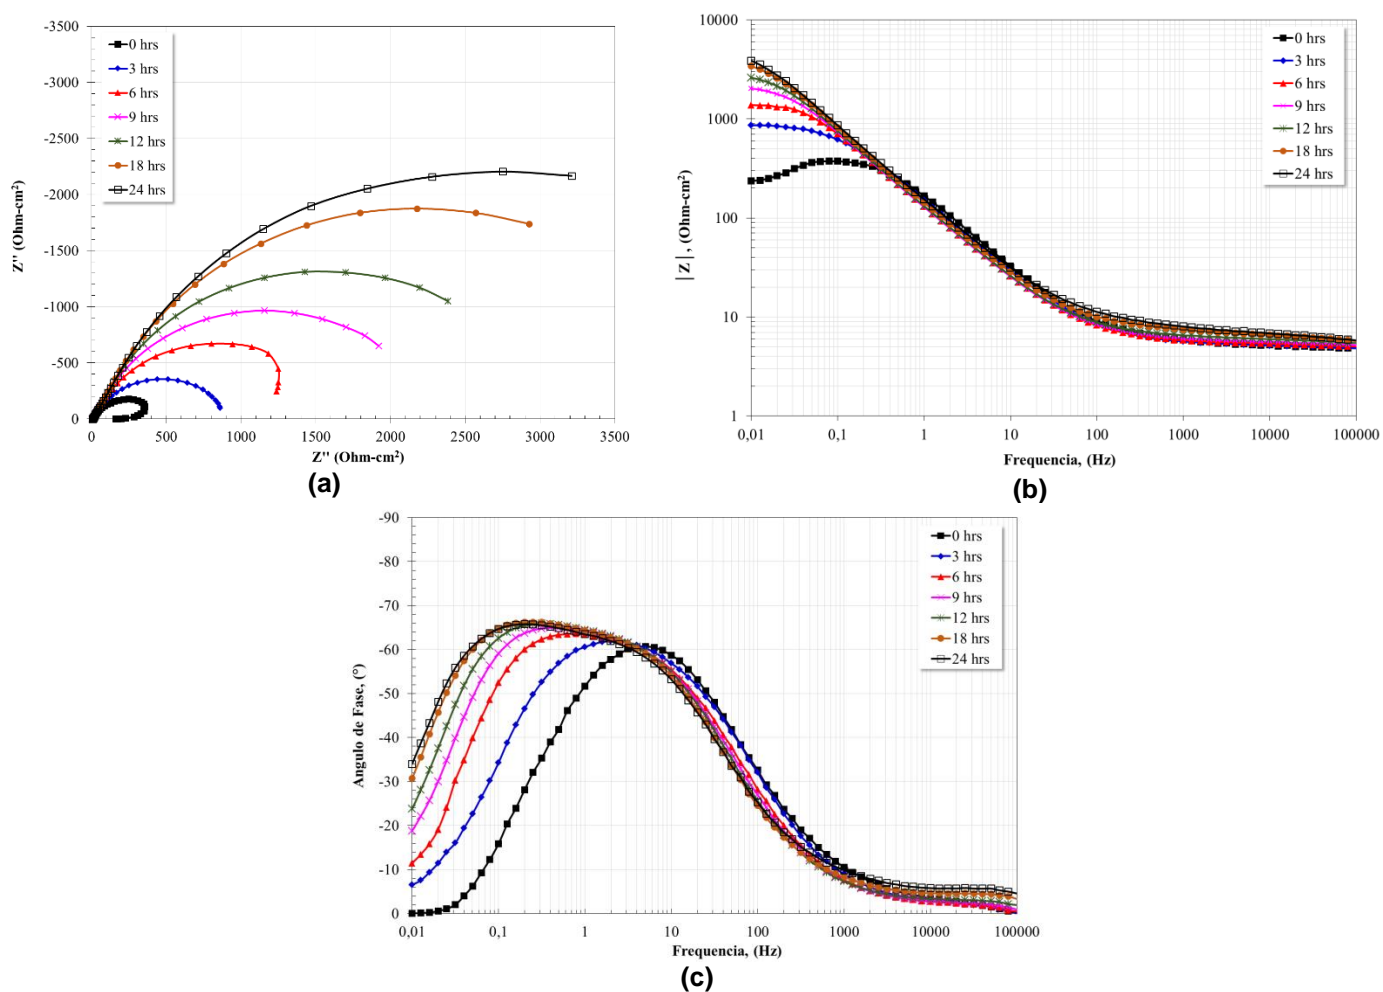 -3500
-3000
-2500
-2000
-1500
-1000
-500
0
0 hrs
3 hrs
6 hrs
9 hrs
12 hrs
18 hrs
24 hrs
Z'' (Ohm-cm²)
0 500 1000 1500 2000 2500 3000 3500
Z'' (Ohm-cm²)
(a)
10000
1000
100
10
1
0 hrs
3 hrs
6 hrs
9 hrs
12 hrs
18 hrs
24 hrs
|Z|, (Ohm-cm²)
0,01 0,1 1 10 100 1000 10000 100000
Frequencia, (Hz)
(b)
-90
-80
-70
-60
-50
-40
-30
-20
-10
0
0 hrs
3 hrs
6 hrs
9 hrs
12 hrs
18 hrs
24 hrs
Angulo de Fase, (°)
0,01 0,1 1 10 100 1000 10000 100000
Frequencia, (Hz)
(c)